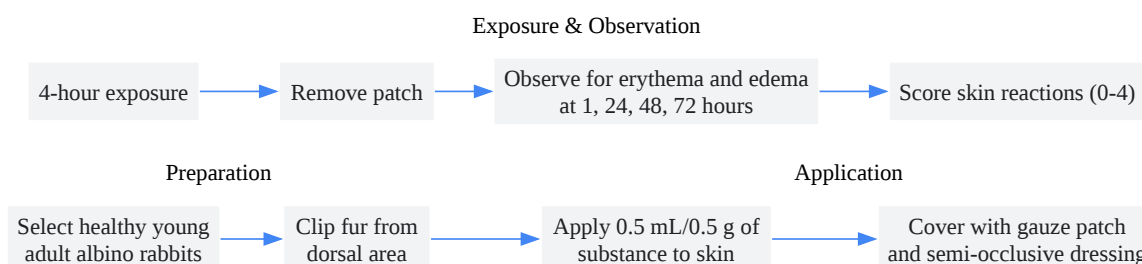 Exposure & Observation
4-hour exposure
Remove patch
Observe for erythema and edema
at 1, 24, 48, 72 hours
Score skin reactions (0-4)
Preparation
Application
Select healthy young
adult albino rabbits
Clip fur from
dorsal area
Apply 0.5 mL/0.5 g of
substance to skin
Cover with gauze patch
and semi-occlusive dressing